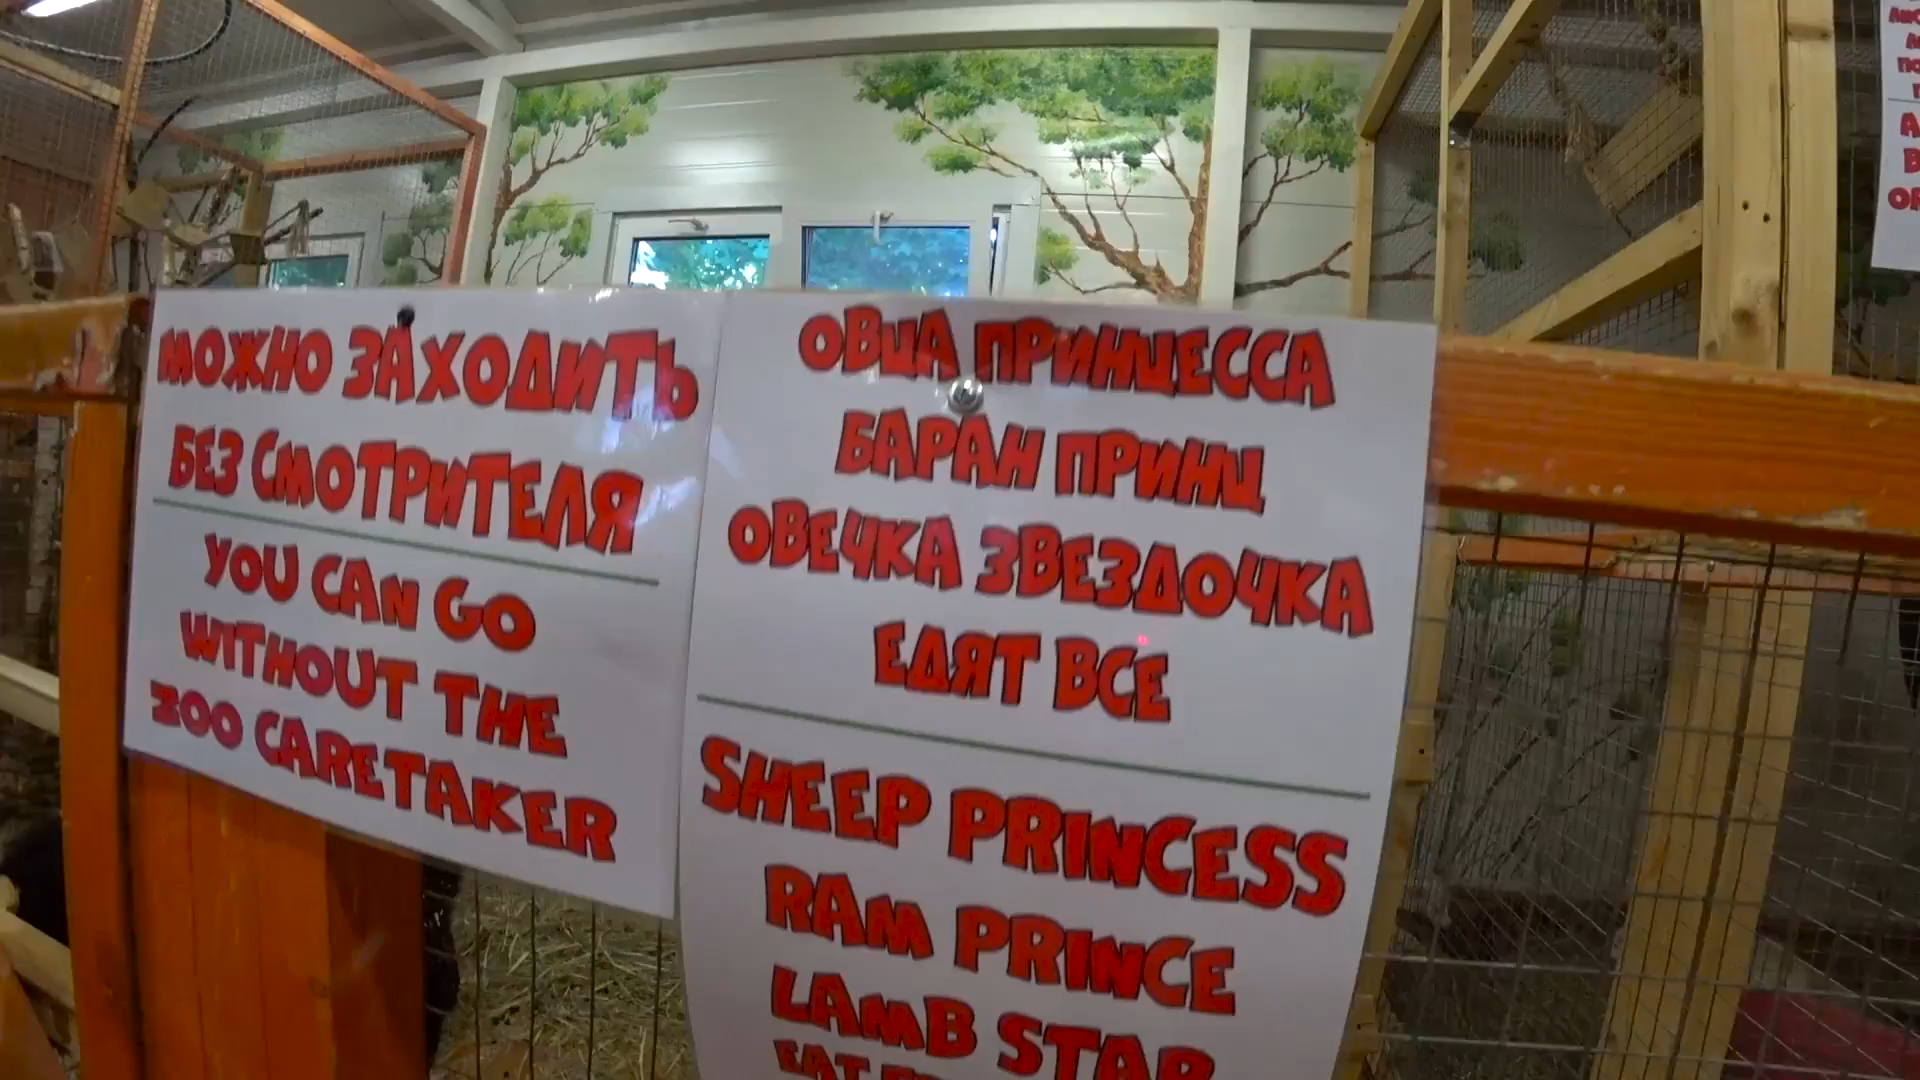 МОЖНО ЗАХОДИТЬ
БЕЗ СМОТРИТЕЛЯ
YOU CAN GO
WITHOUT THE
ZOO CARETAKER
ОВЦА ПРИНЦЕССА
БАРАН ПРИНЦ
ОВЕЧКА ЗВЕЗДОЧКА
ЕДЯТ ВСЕ
SHEEP PRINCESS
RAM PRINCE
LAMB STAR
EAT